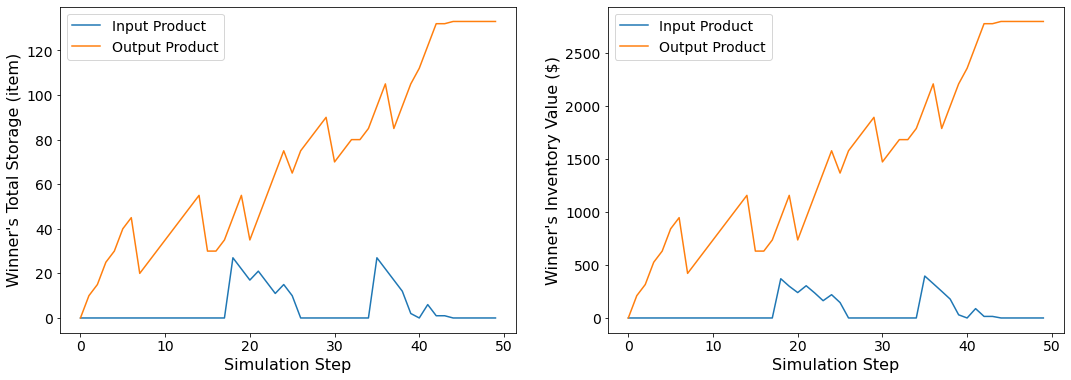 Input Product
Output Product
Winner's Total Storage (item)
120
100
80
60
40
20
0
0 10 20 30 40 50
Simulation Step
Input Product
Output Product
Winner's Inventory Value ($)
2500
2000
1500
1000
500
0
0 10 20 30 40 50
Simulation Step